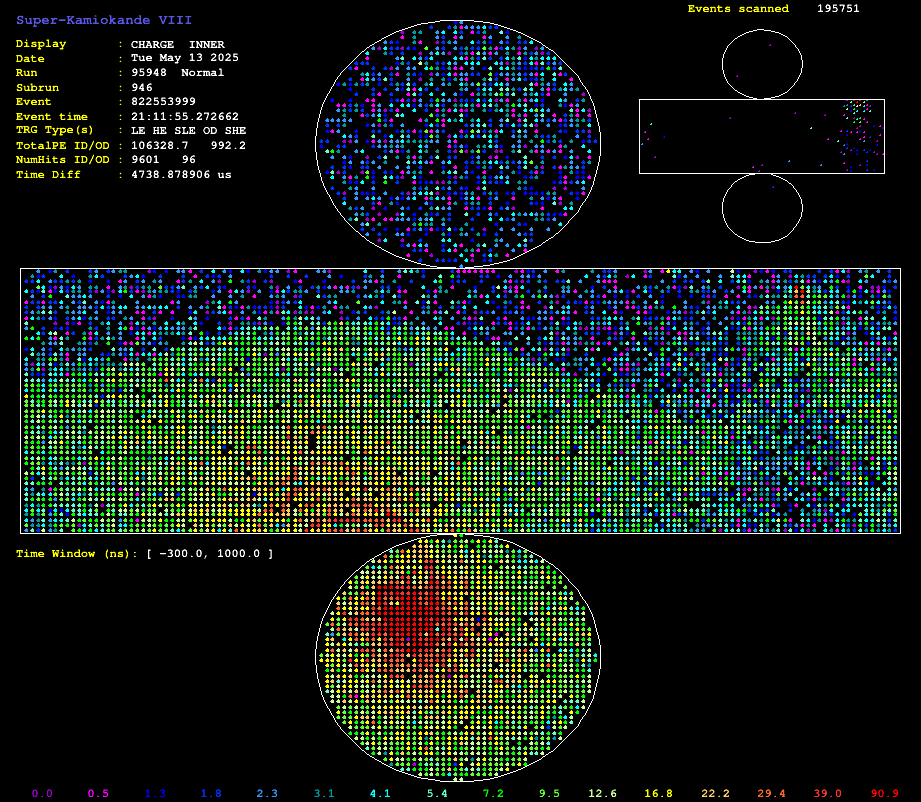 Super-Kamiokande VIII
Events scanned 195751
Display : CHARGE INNER
Date : Tue May 13 2025
Run : 95948 Normal
Subrun : 946
Event : 822553999
Event time : 21:11:55.272662
TRG Type(s) : LE HE SLE OD SHE
TotalPE ID/OD : 106328.7 992.2
NumHits ID/OD : 9601 96
Time Diff : 4738.878906 us
Time Window (ns): [ −300.0, 1000.0 ]
0.0 0.5 1.3 1.8 2.3 3.1 4.1 5.4 7.2 9.5 12.6 16.8 22.2 29.4 39.0 90.9